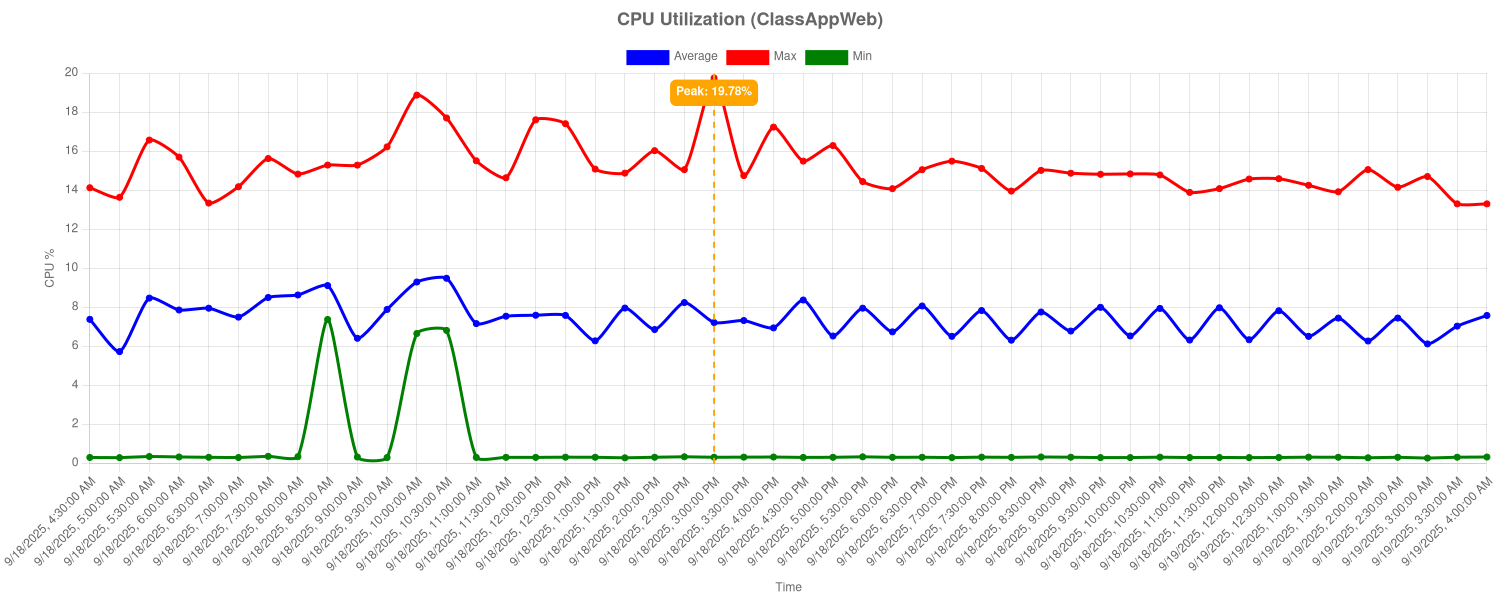 CPU Utilization (ClassAppWeb)
Average Max Min
20
18
16
14
12
10
8
6
4
2
0
CPU %
Peak: 19.78%
9/18/2025, 4:30:00 AM
9/18/2025, 5:00:00 AM
9/18/2025, 5:30:00 AM
9/18/2025, 6:00:00 AM
9/18/2025, 6:30:00 AM
9/18/2025, 7:00:00 AM
9/18/2025, 7:30:00 AM
9/18/2025, 8:00:00 AM
9/18/2025, 8:30:00 AM
9/18/2025, 9:00:00 AM
9/18/2025, 9:30:00 AM
9/18/2025, 10:00:00 AM
9/18/2025, 10:30:00 AM
9/18/2025, 11:00:00 AM
9/18/2025, 11:30:00 AM
9/18/2025, 12:00:00 PM
9/18/2025, 12:30:00 PM
9/18/2025, 1:00:00 PM
9/18/2025, 1:30:00 PM
9/18/2025, 2:00:00 PM
9/18/2025, 2:30:00 PM
9/18/2025, 3:00:00 PM
9/18/2025, 3:30:00 PM
9/18/2025, 4:00:00 PM
9/18/2025, 4:30:00 PM
9/18/2025, 5:00:00 PM
9/18/2025, 5:30:00 PM
9/18/2025, 6:00:00 PM
9/18/2025, 6:30:00 PM
9/18/2025, 7:00:00 PM
9/18/2025, 7:30:00 PM
9/18/2025, 8:00:00 PM
9/18/2025, 8:30:00 PM
9/18/2025, 9:00:00 PM
9/18/2025, 9:30:00 PM
9/18/2025, 10:00:00 PM
9/18/2025, 10:30:00 PM
9/18/2025, 11:00:00 PM
9/18/2025, 11:30:00 PM
9/19/2025, 12:00:00 AM
9/19/2025, 12:30:00 AM
9/19/2025, 1:00:00 AM
9/19/2025, 1:30:00 AM
9/19/2025, 2:00:00 AM
9/19/2025, 2:30:00 AM
9/19/2025, 3:00:00 AM
9/19/2025, 3:30:00 AM
9/19/2025, 4:00:00 AM
Time